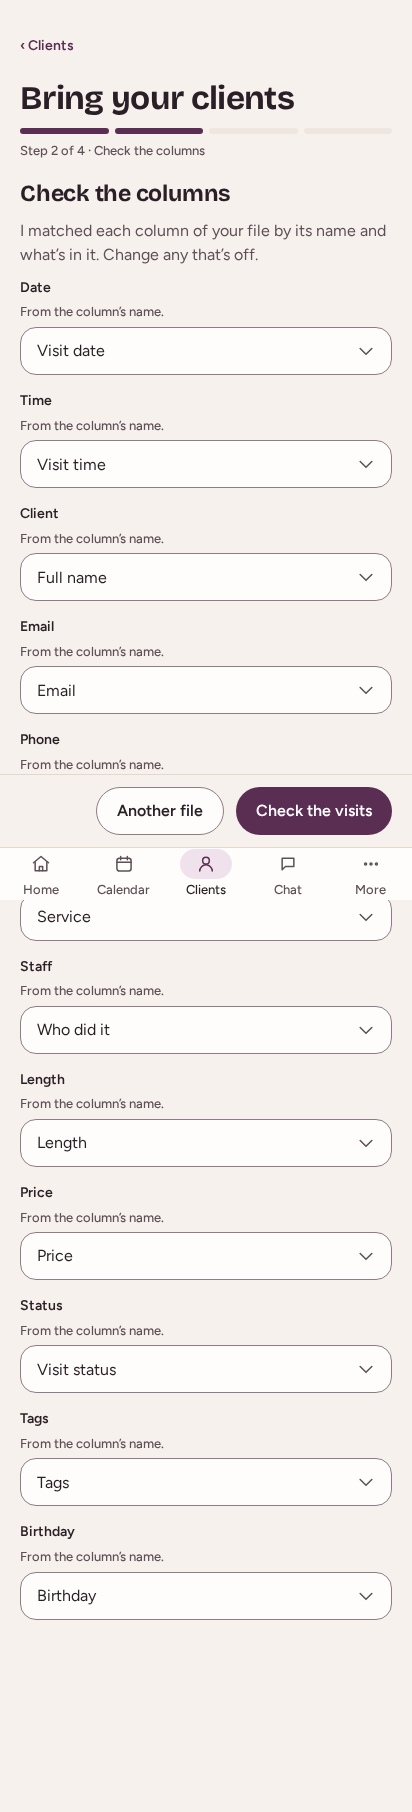 ‹ Clients
Bring your clients
Step 2 of 4 · Check the columns
Check the columns
I matched each column of your file by its name and
what’s in it. Change any that’s off.
Date
From the column’s name.
Visit date
Time
From the column’s name.
Visit time
Client
From the column’s name.
Full name
Email
From the column’s name.
Email
Phone
From the column’s name.
Another file
Check the visits
Home
Calendar
Clients
Chat
More
Service
Staff
From the column’s name.
Who did it
Length
From the column’s name.
Length
Price
From the column’s name.
Price
Status
From the column’s name.
Visit status
Tags
From the column’s name.
Tags
Birthday
From the column’s name.
Birthday